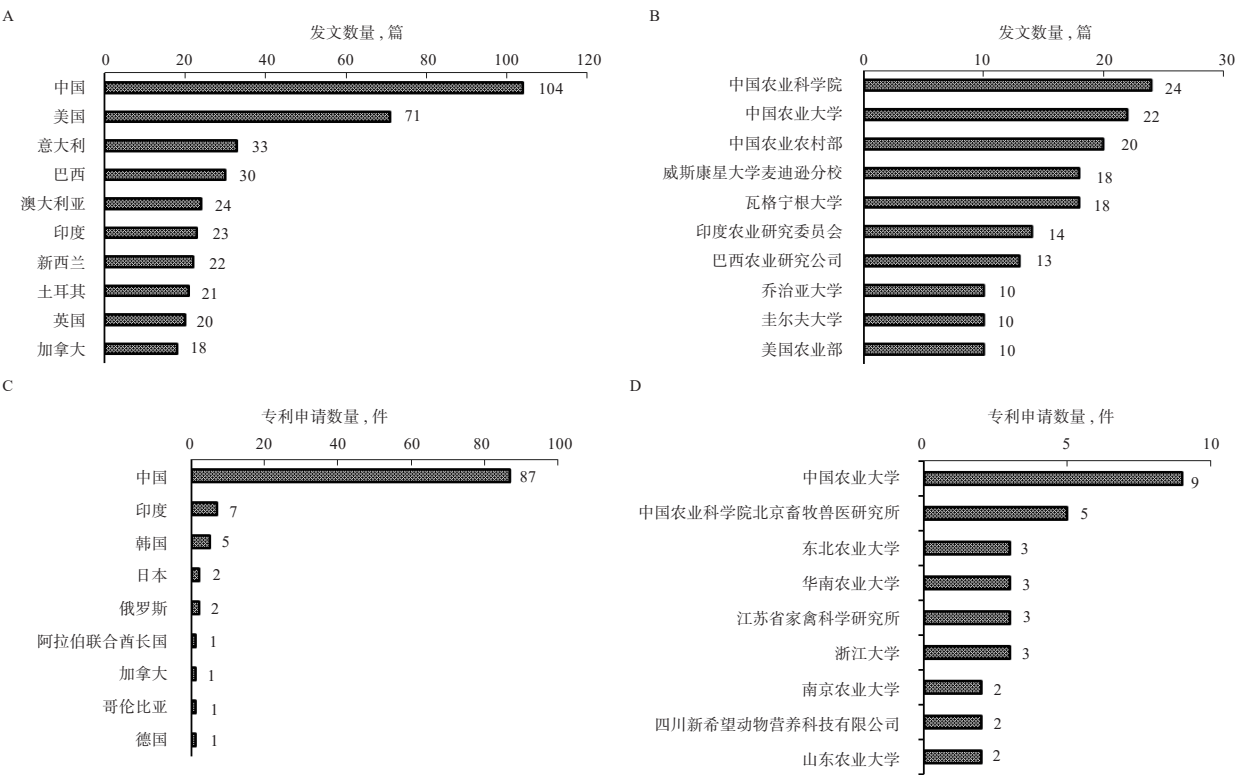 A
发文数量 , 篇
0 20 40 60 80 100 120
中国 104
美国 71
意大利 33
巴西 30
澳大利亚 24
印度 23
新西兰 22
土耳其 21
英国 20
加拿大 18
B
发文数量 , 篇
0 10 20 30
中国农业科学院 24
中国农业大学 22
中国农业农村部 20
威斯康星大学麦迪逊分校 18
瓦格宁根大学 18
印度农业研究委员会 14
巴西农业研究公司 13
乔治亚大学 10
圭尔夫大学 10
美国农业部 10
C
专利申请数量 , 件
0 20 40 60 80 100
中国 87
印度 7
韩国 5
日本 2
俄罗斯 2
阿拉伯联合酋长国 1
加拿大 1
哥伦比亚 1
德国 1
D
专利申请数量 , 件
0 5 10
中国农业大学 9
中国农业科学院北京畜牧兽医研究所 5
东北农业大学 3
华南农业大学 3
江苏省家禽科学研究所 3
浙江大学 3
南京农业大学 2
四川新希望动物营养科技有限公司 2
山东农业大学 2